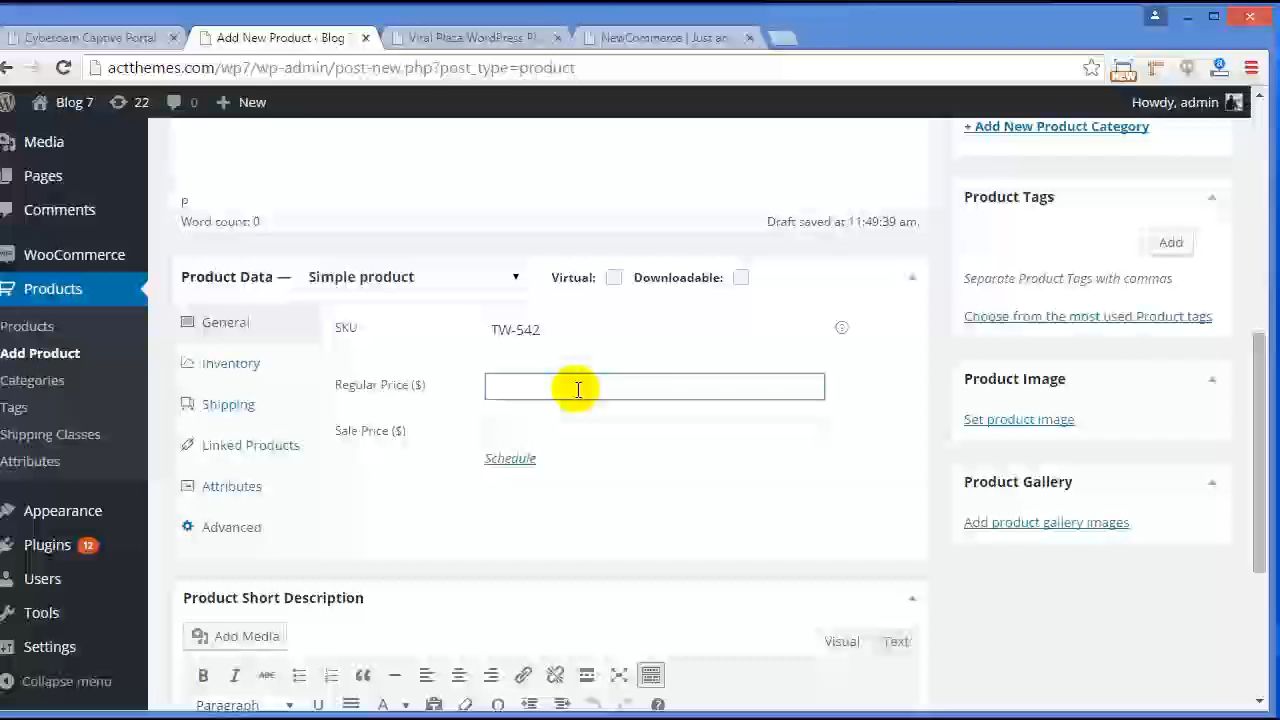 Cyberoam Captive Portal
Add New Product ‹ Blog 7
Viral Plaza WordPress
NewCommerce | Just an
actthemes.com/wp7/wp-admin/post-new.php?post_type=product
NEW
Blog 7
22
0
New
Howdy, admin
Media
Pages
Comments
WooCommerce
Products
Products
Add Product
Categories
Tags
Shipping Classes
Attributes
Appearance
Plugins 12
Users
Tools
Settings
Collapse menu
P
Word count: 0
Draft saved at 11:49:39 am.
Product Data — Simple product
Virtual:
Downloadable:
General
Inventory
Shipping
Linked Products
Attributes
Advanced
SKU
TW-542
Regular Price ($)
Sale Price ($)
Schedule
Product Short Description
Add Media
Visual
Text
B I ABC
Paragraph
U
A
+ Add New Product Category
Product Tags
Add
Separate Product Tags with commas
Choose from the most used Product tags
Product Image
Set product image
Product Gallery
Add product gallery images